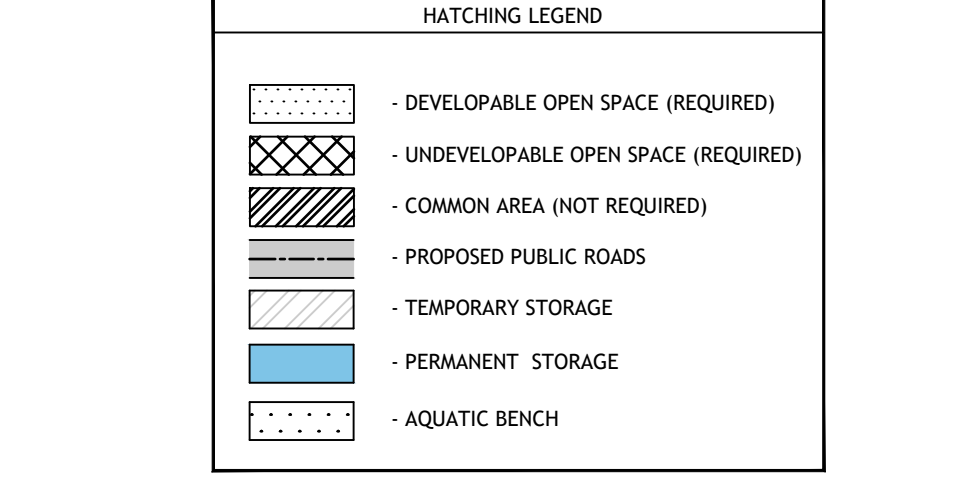 HATCHING LEGEND
- DEVELOPABLE OPEN SPACE (REQUIRED)
- UNDEVELOPABLE OPEN SPACE (REQUIRED)
- COMMON AREA (NOT REQUIRED)
- PROPOSED PUBLIC ROADS
- TEMPORARY STORAGE
- PERMANENT  STORAGE
- AQUATIC BENCH